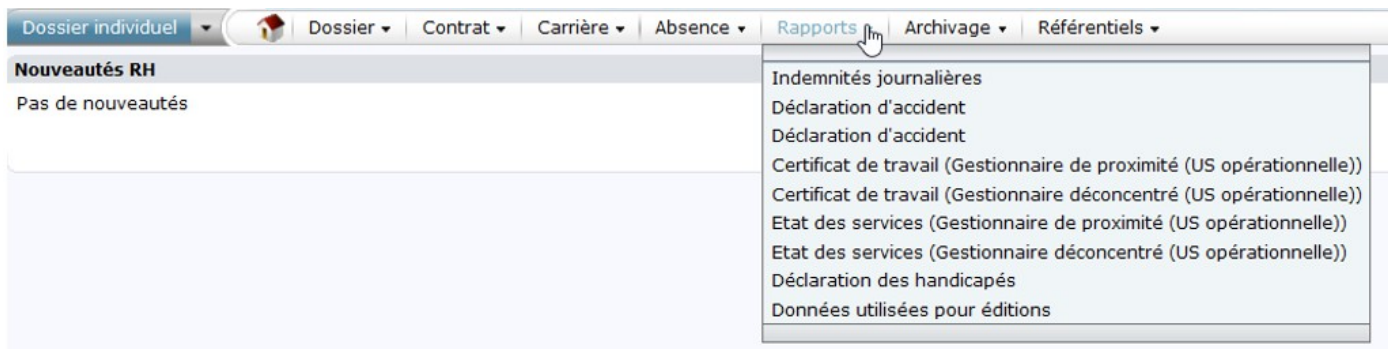 Dossier individuel Dossier Contrat Carrière Absence Rapports Archivage Référentiels
Nouveautés RH
Pas de nouveautés
Indemnités journalières
Déclaration d'accident
Déclaration d'accident
Certificat de travail (Gestionnaire de proximité (US opérationnelle))
Certificat de travail (Gestionnaire déconcentré (US opérationnelle))
Etat des services (Gestionnaire de proximité (US opérationnelle))
Etat des services (Gestionnaire déconcentré (US opérationnelle))
Déclaration des handicapés
Données utilisées pour éditions